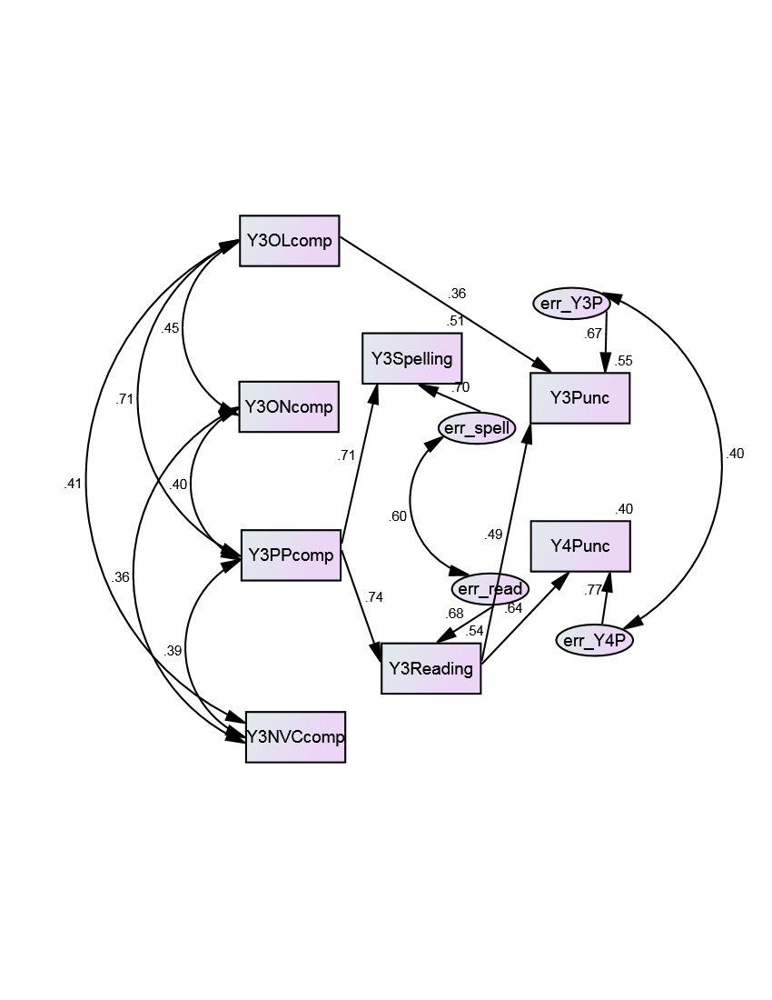 Y3OLcomp
.36
err_Y3P
.51
.45
.67
Y3Spelling
.55
.70
.71
Y3ONcomp
Y3Punc
err_spell
.71
.40
.41
.40
.60
.40
.49
Y3PPcomp
Y4Punc
.36
.74
err_read
.77
.68
.64
.54
err_Y4P
.39
Y3Reading
Y3NVCcomp